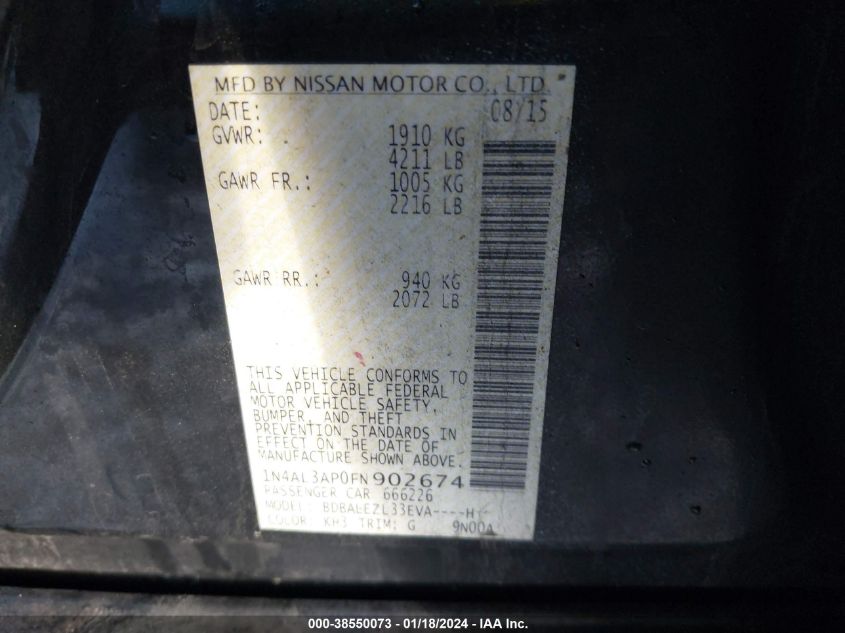 MFD BY NISSAN MOTOR CO., LTD.
DATE: 08/15
GVWR: 1910 KG
4211 LB
GAWR FR.: 1005 KG
2216 LB
GAWR RR.: 940 KG
2072 LB
THIS VEHICLE CONFORMS TO
ALL APPLICABLE FEDERAL
MOTOR VEHICLE SAFETY,
BUMPER, AND THEFT
PREVENTION STANDARDS IN
EFFECT ON THE DATE OF
MANUFACTURE SHOWN ABOVE.
1N4AL3AP0FN902674
PASSENGER CAR 666226
MODEL: BDBALEZL33EVA----H
COLOR: KH3 TRIM: G 9N00A
000-38550073 - 01/18/2024 - IAA Inc.